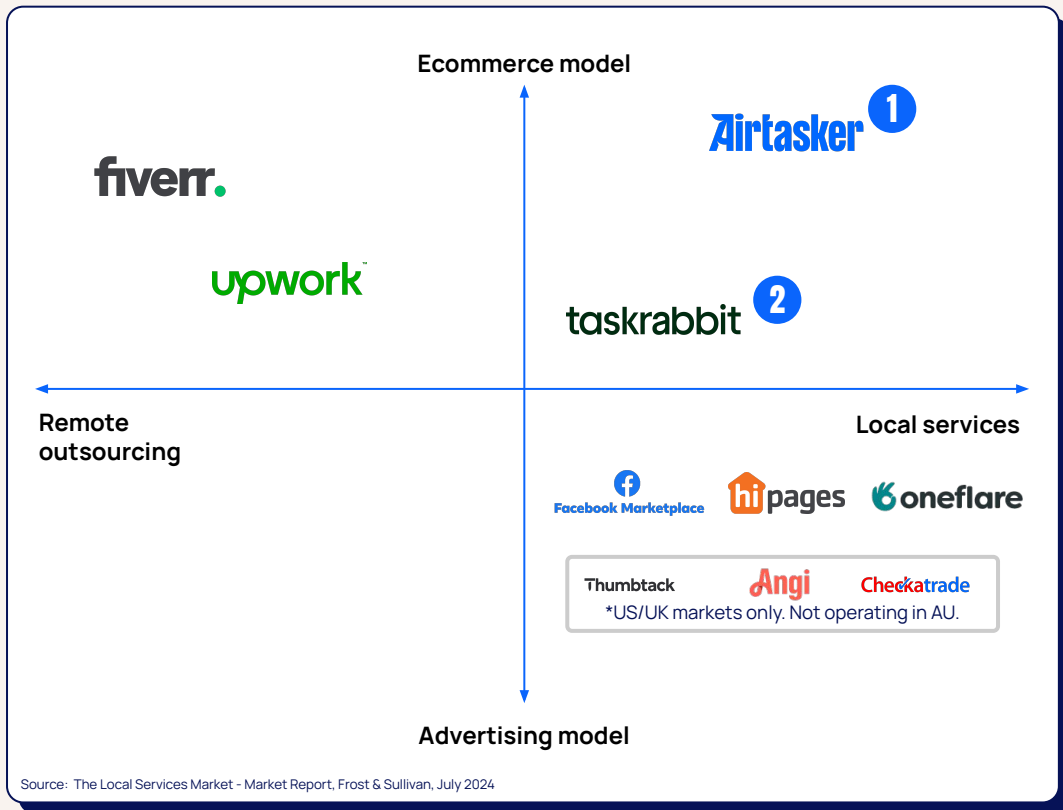 Ecommerce model
Airtasker
1
fiverr.
upwork™
taskrabbit
2
Remote
outsourcing
Local services
Facebook Marketplace
hipages
oneflare
Thumbtack
Angi
Checkatrade
*US/UK markets only. Not operating in AU.
Advertising model
Source: The Local Services Market - Market Report, Frost & Sullivan, July 2024